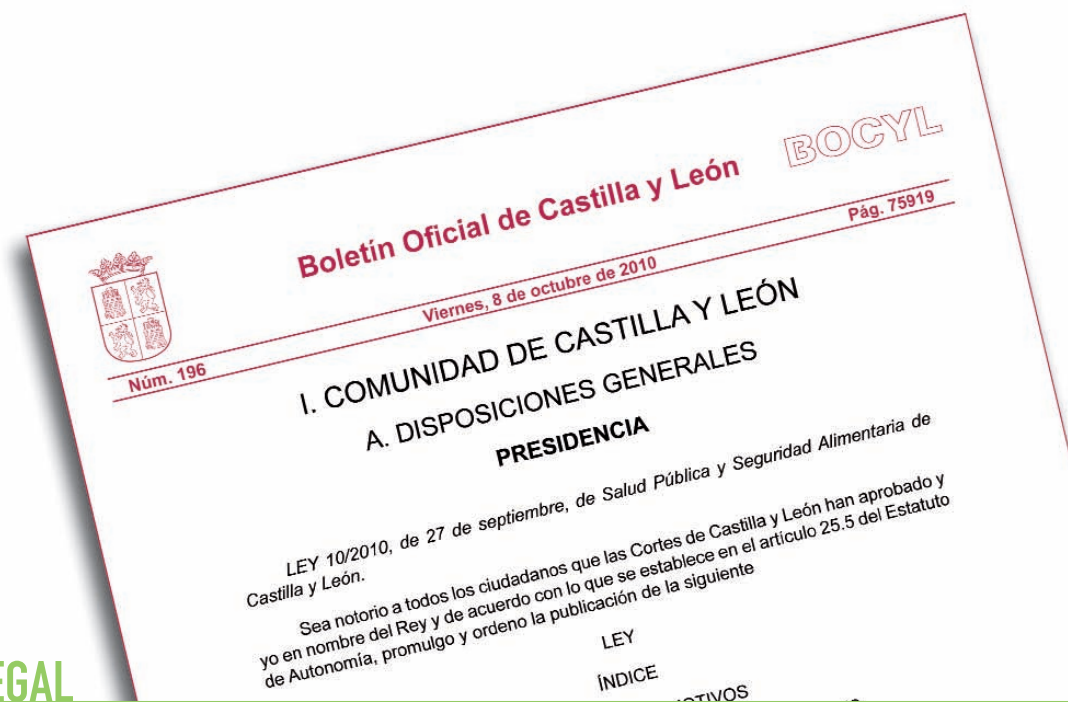 BOCYL
Boletín Oficial de Castilla y León
Viernes, 8 de octubre de 2010
Pág. 75919
Núm. 196
I. COMUNIDAD DE CASTILLA Y LEÓN
A. DISPOSICIONES GENERALES
PRESIDENCIA
LEY 10/2010, de 27 de septiembre, de Salud Pública y Seguridad Alimentaria de
Castilla y León.
Sea notorio a todos los ciudadanos que las Cortes de Castilla y León han aprobado y
yo en nombre del Rey y de acuerdo con lo que se establece en el artículo 25.5 del Estatuto
de Autonomía, promulgo y ordeno la publicación de la siguiente
LEY
ÍNDICE